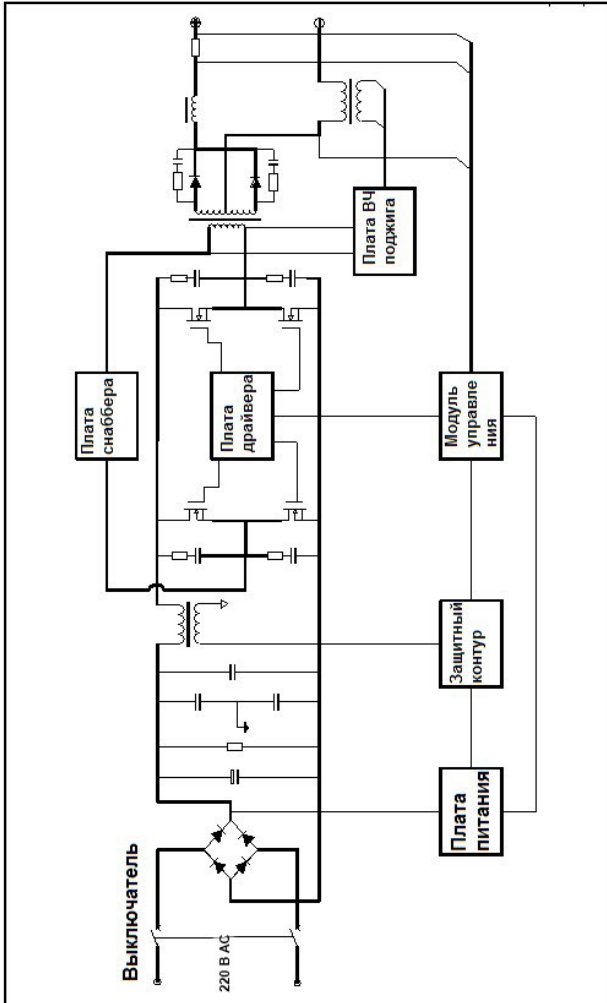 Выключатель
220 В АС
Плата
снаббера
Плата
драйвера
Плата ВЧ
поджига
Плата
питания
Защитный
контур
Модуль
управле
ния